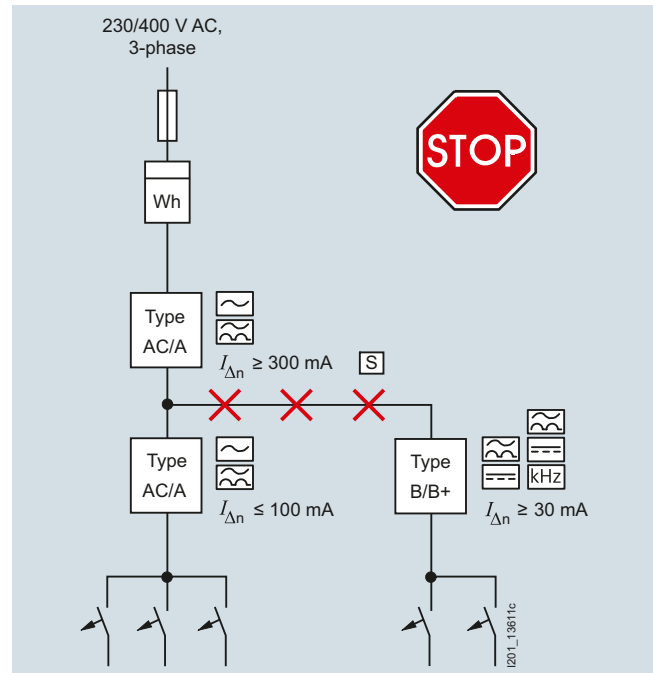 230/400 V AC,
3-phase
STOP
Wh
Type
AC/A
IΔn ≥ 300 mA
S
Type
AC/A
IΔn ≤ 100 mA
Type
B/B+
kHz
IΔn ≥ 30 mA
I201_13611c